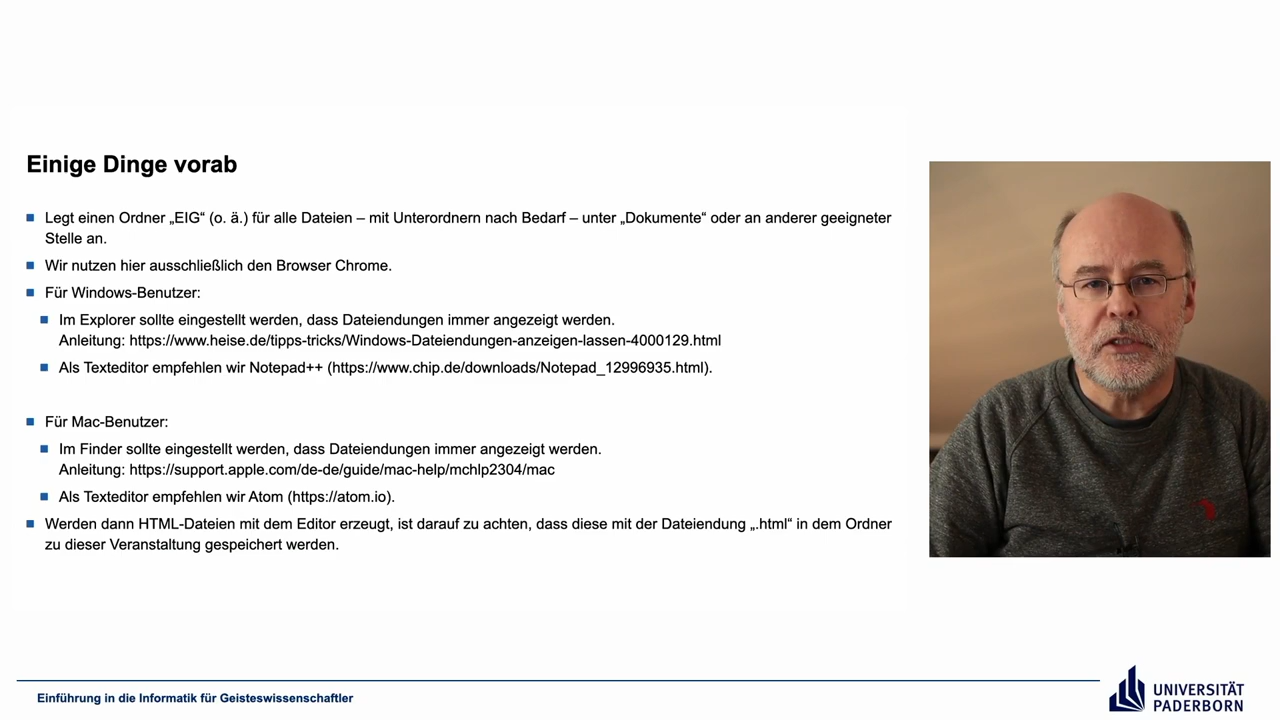 Einige Dinge vorab
Legt einen Ordner „EIG“ (o. ä.) für alle Dateien – mit Unterordnern nach Bedarf – unter „Dokumente“ oder an anderer geeigneter
Stelle an.
Wir nutzen hier ausschließlich den Browser Chrome.
Für Windows-Benutzer:
Im Explorer sollte eingestellt werden, dass Dateiendungen immer angezeigt werden.
Anleitung: https://www.heise.de/tipps-tricks/Windows-Dateiendungen-anzeigen-lassen-4000129.html
Als Texteditor empfehlen wir Notepad++ (https://www.chip.de/downloads/Notepad_12996935.html).
Für Mac-Benutzer:
Im Finder sollte eingestellt werden, dass Dateiendungen immer angezeigt werden.
Anleitung: https://support.apple.com/de-de/guide/mac-help/mchlp2304/mac
Als Texteditor empfehlen wir Atom (https://atom.io).
Werden dann HTML-Dateien mit dem Editor erzeugt, ist darauf zu achten, dass diese mit der Dateiendung „.html“ in dem Ordner
zu dieser Veranstaltung gespeichert werden.
Einführung in die Informatik für Geisteswissenschaftler
UNIVERSITÄT
PADERBORN